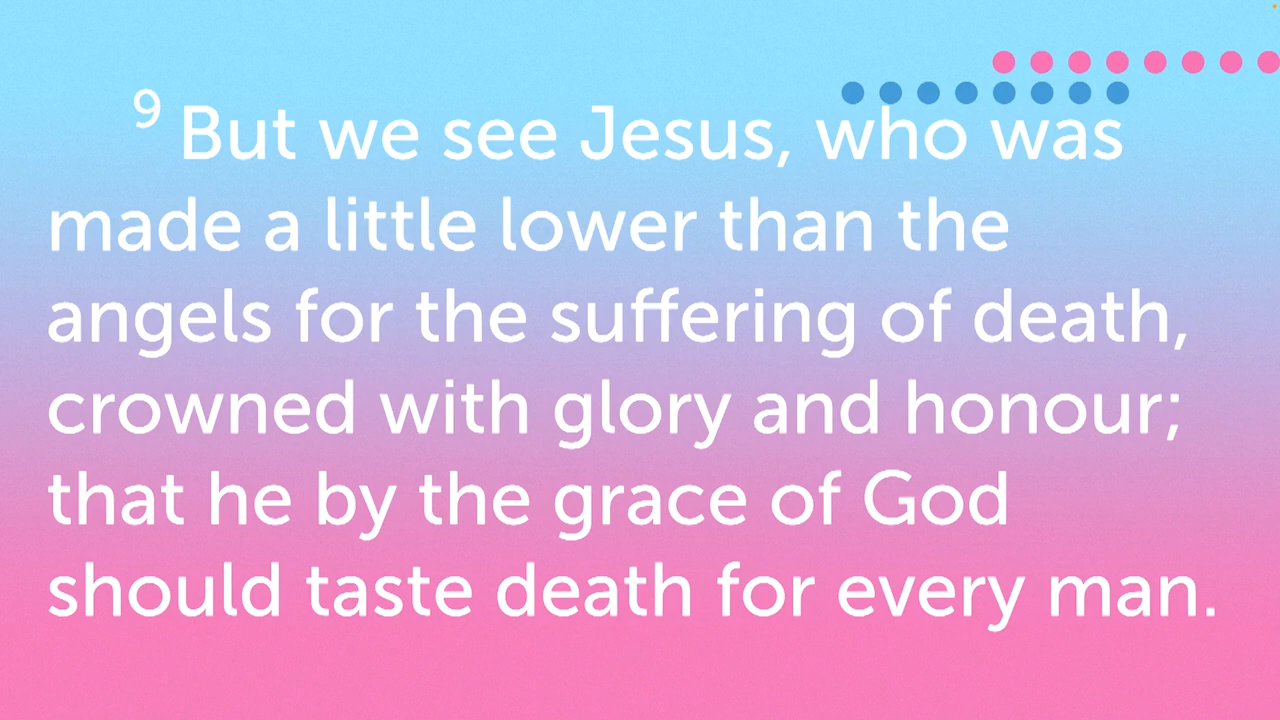 9 But we see Jesus, who was
made a little lower than the
angels for the suffering of death,
crowned with glory and honour;
that he by the grace of God
should taste death for every man.